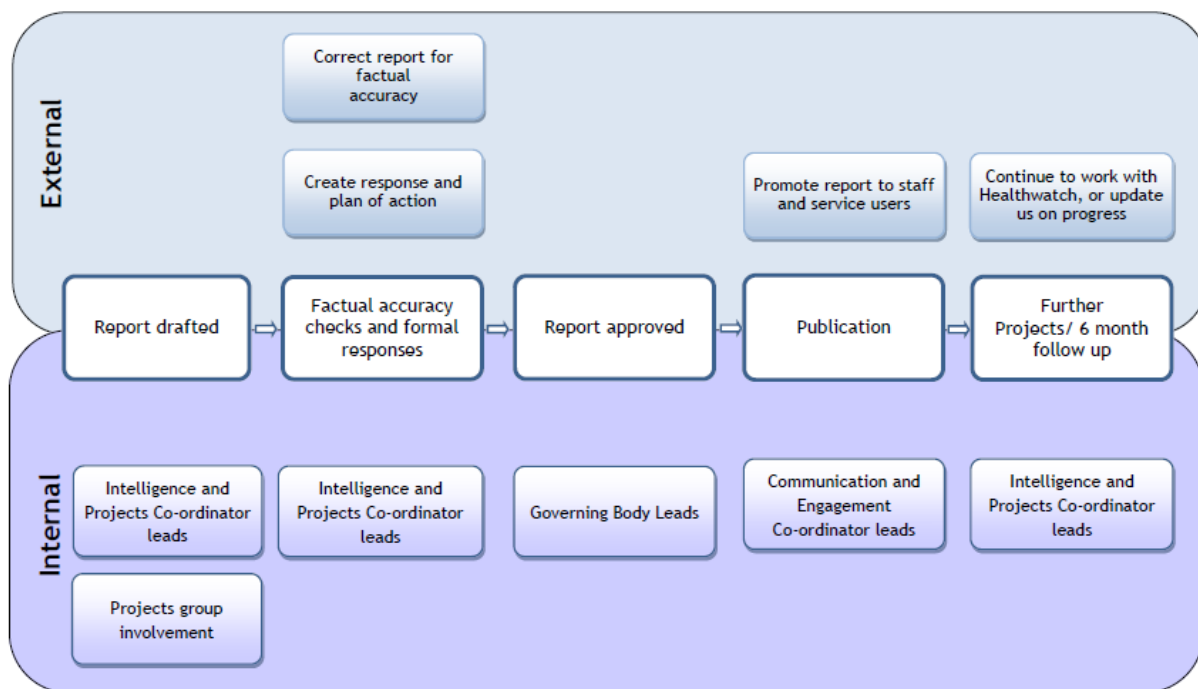 External
Correct report for
factual
accuracy
Create response and
plan of action
Promote report to staff
and service users
Continue to work with
Healthwatch, or update
us on progress
Report drafted
Factual accuracy
checks and formal
responses
Report approved
Publication
Further
Projects/ 6 month
follow up
Internal
Intelligence and
Projects Co-ordinator
leads
Intelligence and
Projects Co-ordinator
leads
Governing Body Leads
Communication and
Engagement
Co-ordinator leads
Intelligence and
Projects Co-ordinator
leads
Projects group
involvement